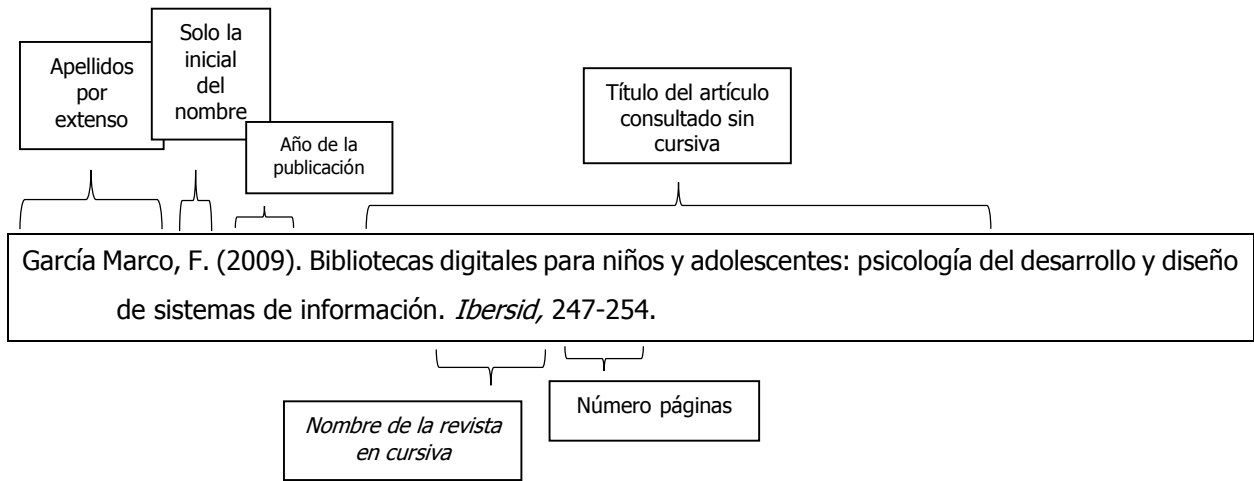 Solo la
inicial
del
nombre
Apellidos
por
extenso
Año de la
publicación
Título del artículo
consultado sin
cursiva
García Marco, F. (2009). Bibliotecas digitales para niños y adolescentes: psicología del desarrollo y diseño
de sistemas de información. Ibersid, 247-254.
Nombre de la revista
en cursiva
Número páginas